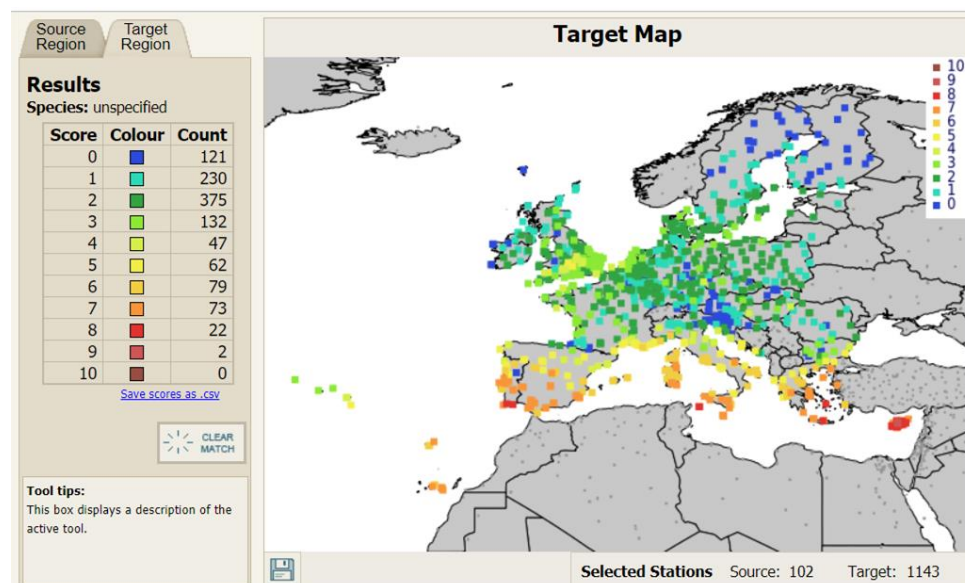 Source Region
Target Region
Target Map
Results
Species: unspecified
Score Colour Count
0 121
1 230
2 375
3 132
4 47
5 62
6 79
7 73
8 22
9 2
10 0
Save scores as .csv
CLEAR MATCH
Tool tips:
This box displays a description of the
active tool.
10
9
8
7
6
5
4
3
2
1
0
Selected Stations Source: 102 Target: 1143